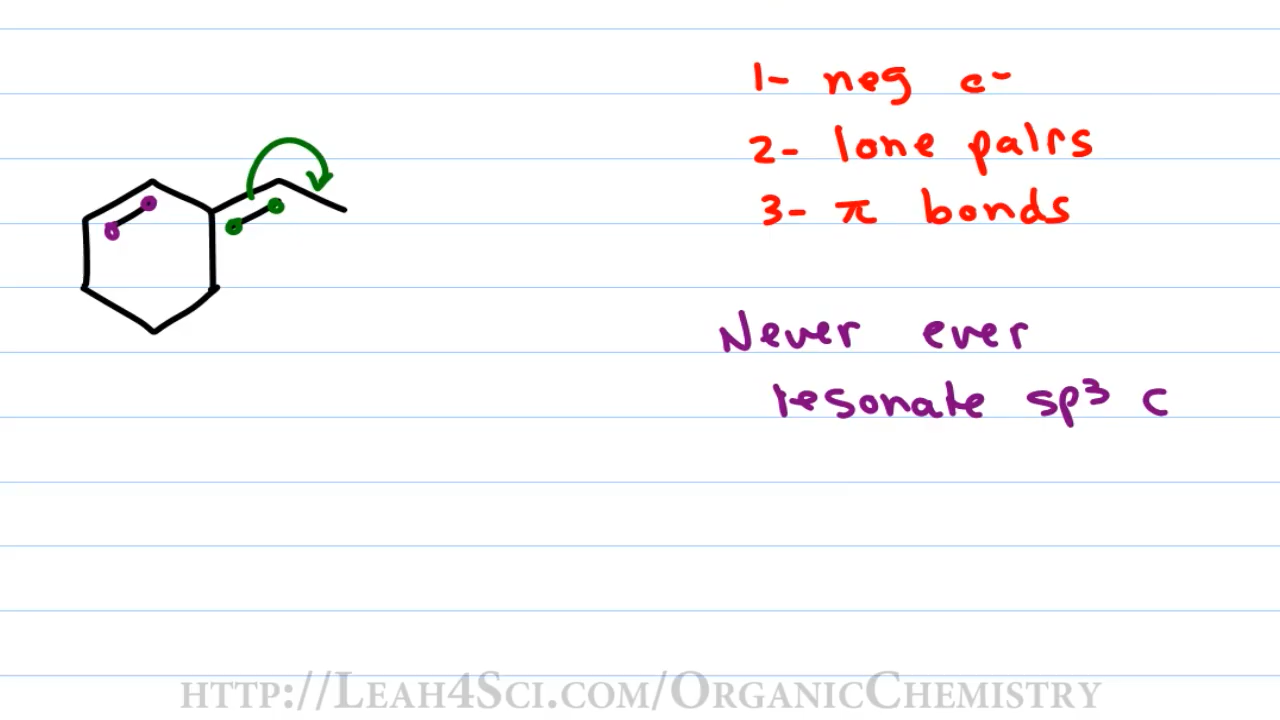 1- neg e-
2- lone pairs
3- π bonds
Never ever
resonate sp³ c
HTTP://LEAH4SCI.COM/ORGANICCHEMISTRY